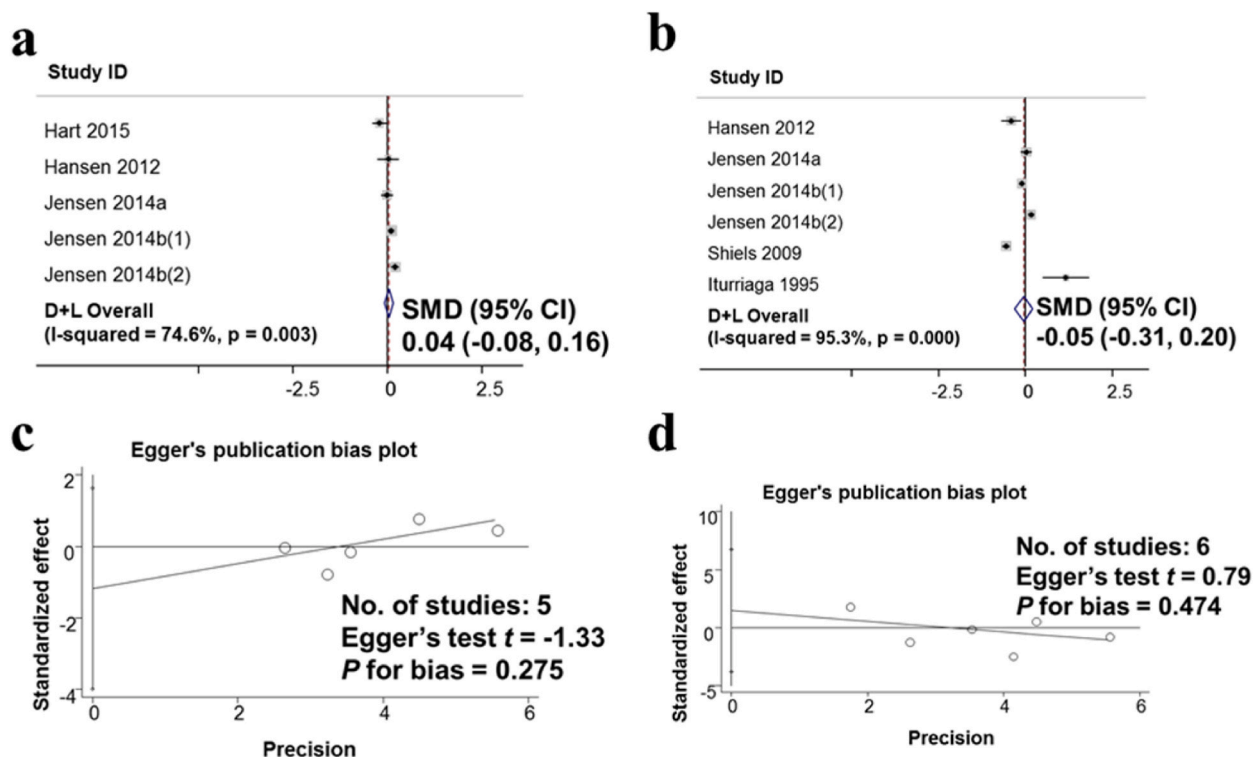 a
Study ID
Hart 2015
Hansen 2012
Jensen 2014a
Jensen 2014b(1)
Jensen 2014b(2)
D+L Overall
(I-squared = 74.6%, p = 0.003)
SMD (95% CI)
0.04 (-0.08, 0.16)
-2.5 0 2.5
b
Study ID
Hansen 2012
Jensen 2014a
Jensen 2014b(1)
Jensen 2014b(2)
Shiels 2009
Iturriaga 1995
D+L Overall
(I-squared = 95.3%, p = 0.000)
SMD (95% CI)
-0.05 (-0.31, 0.20)
-2.5 0 2.5
c
Egger's publication bias plot
Standardized effect
2
0
-2
-4
No. of studies: 5
Egger's test t = -1.33
P for bias = 0.275
0 2 4 6
Precision
d
Egger's publication bias plot
Standardized effect
10
5
0
-5
No. of studies: 6
Egger's test t = 0.79
P for bias = 0.474
0 2 4 6
Precision